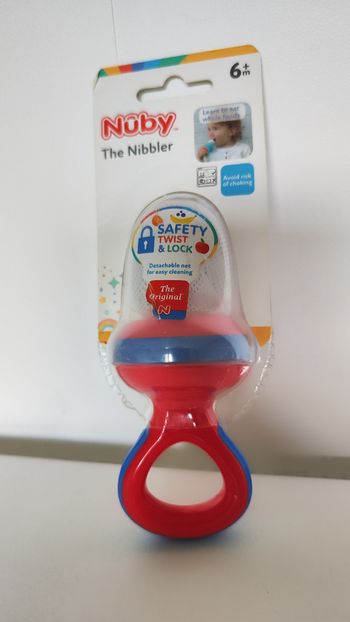 6+
m
Nûby™
The Nibbler
Learn to eat
whole foods
Avoid risk
of choking
SAFETY
TWIST
& LOCK
Detachable net
for easy cleaning
The
Original
N